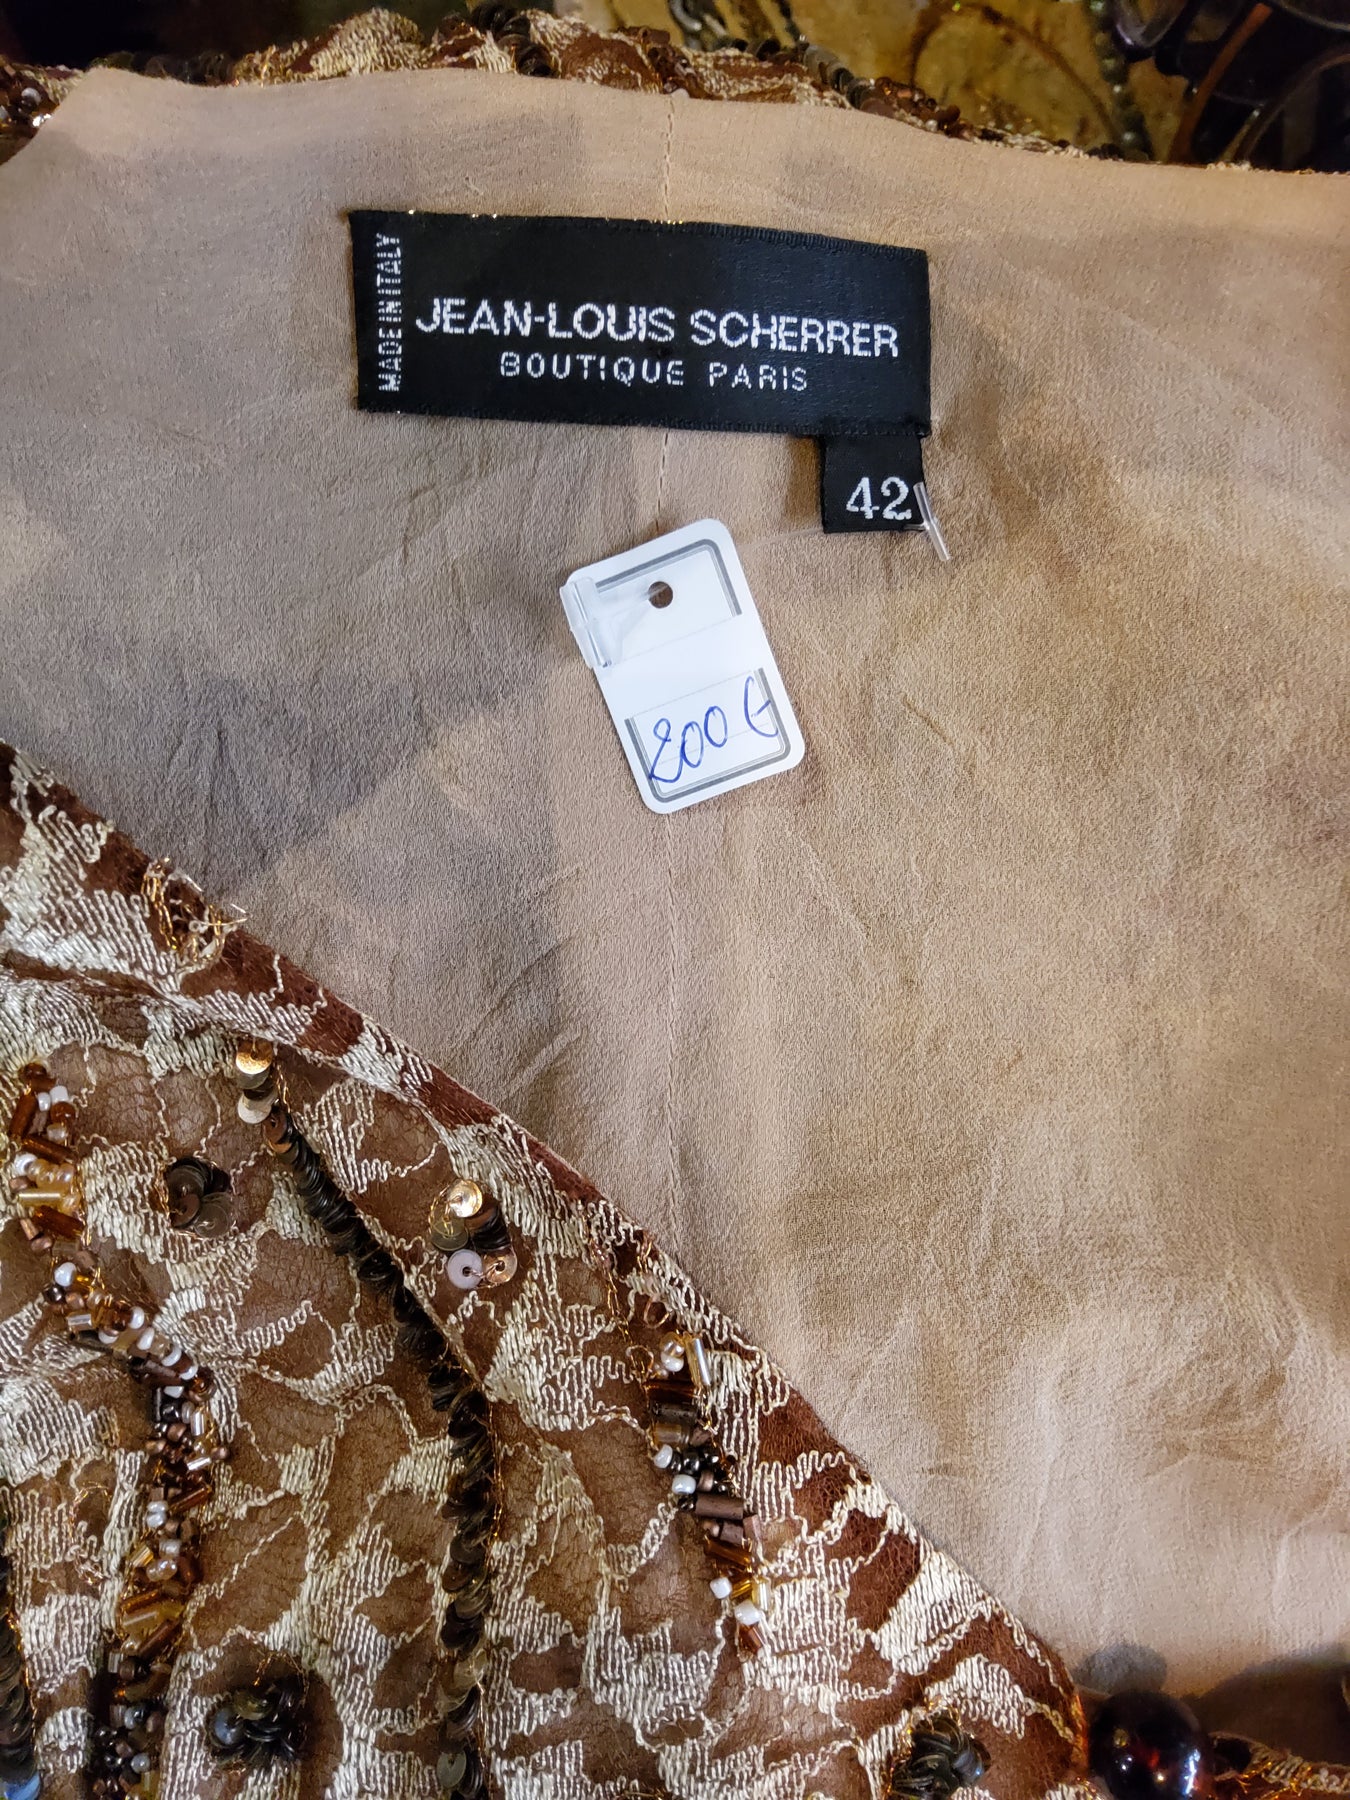 MADE IN ITALY
JEAN-LOUIS SCHERRER
BOUTIQUE PARIS
42
200€